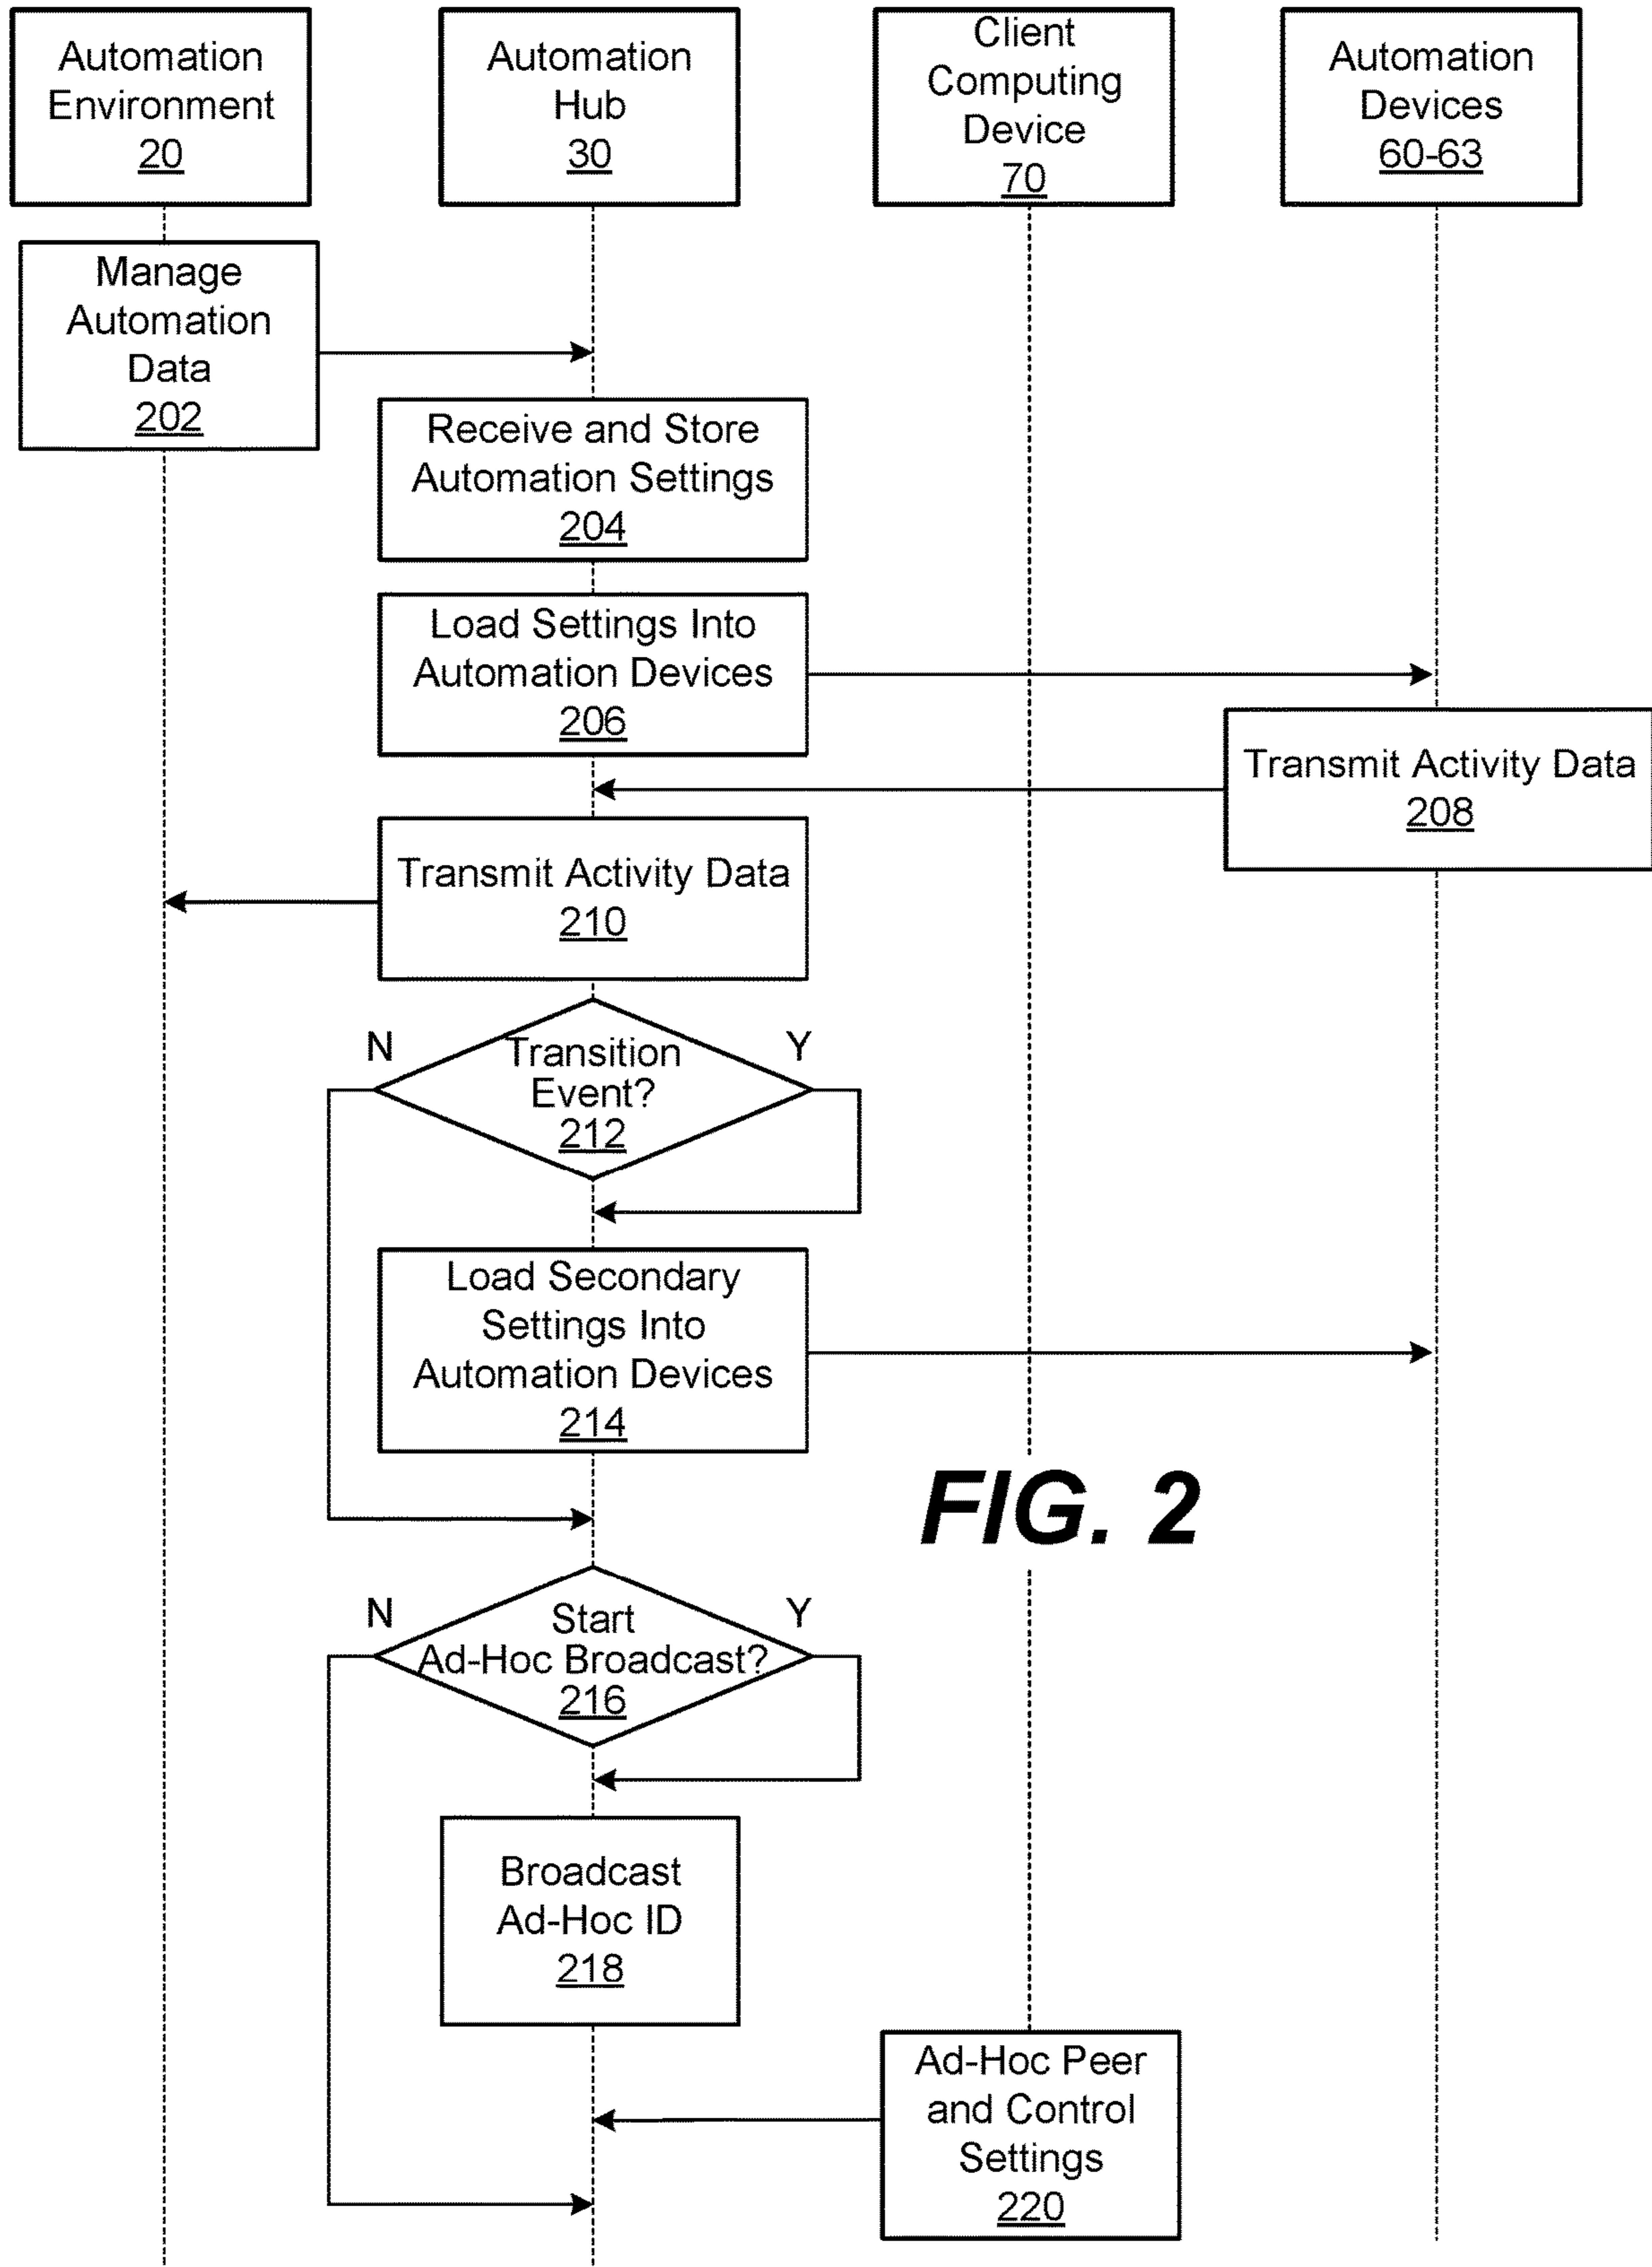 Automation
Environment
20
Automation
Hub
30
Client
Computing
Device
70
Automation
Devices
60-63
Manage
Automation
Data
202
Receive and Store
Automation Settings
204
Load Settings Into
Automation Devices
206
Transmit Activity Data
208
Transmit Activity Data
210
N
Y
Transition
Event?
212
Load Secondary
Settings Into
Automation Devices
214
FIG. 2
N
Y
Start
Ad-Hoc Broadcast?
216
Broadcast
Ad-Hoc ID
218
Ad-Hoc Peer
and Control
Settings
220